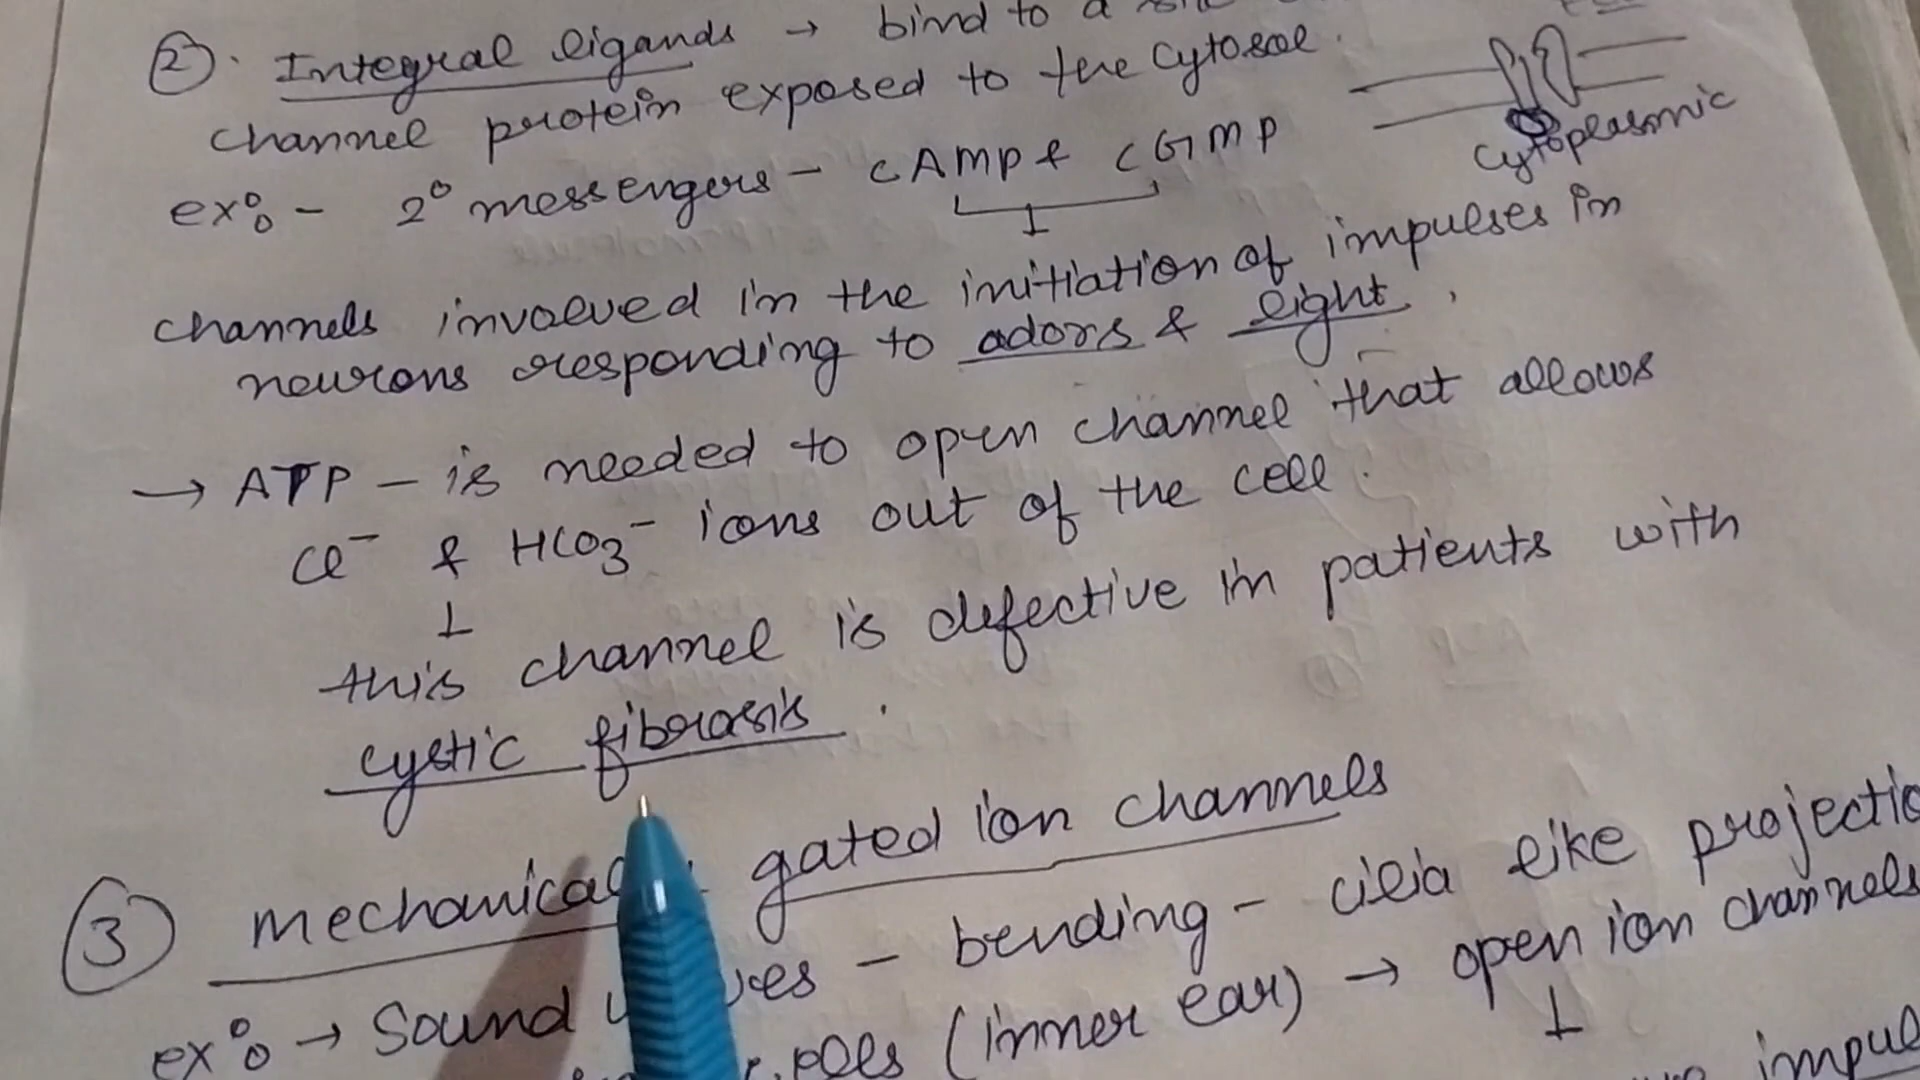 ② Integral ligands → bind to a
channel protein exposed to the cytosol.
cytoplasmic
ex:- 2° messengers - cAMP & cGMP
channels involved in the initiation of impulses in
neurons responding to adors & light.
→ ATP - is needed to open channel that allows
Cl⁻ & HCO3⁻ ions out of the cell.
this channel is defective in patients with
cystic fibrosis.
③ mechanical gated ion channels
ex: → Sound - bending - cilia like
(inner ear) → open ion channels